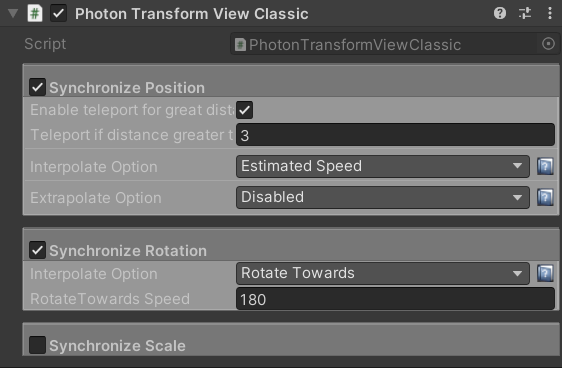 Photon Transform View Classic
Script PhotonTransformViewClassic
Synchronize Position
Enable teleport for great dist
Teleport if distance greater t 3
Interpolate Option Estimated Speed
Extrapolate Option Disabled
Synchronize Rotation
Interpolate Option Rotate Towards
RotateTowards Speed 180
Synchronize Scale